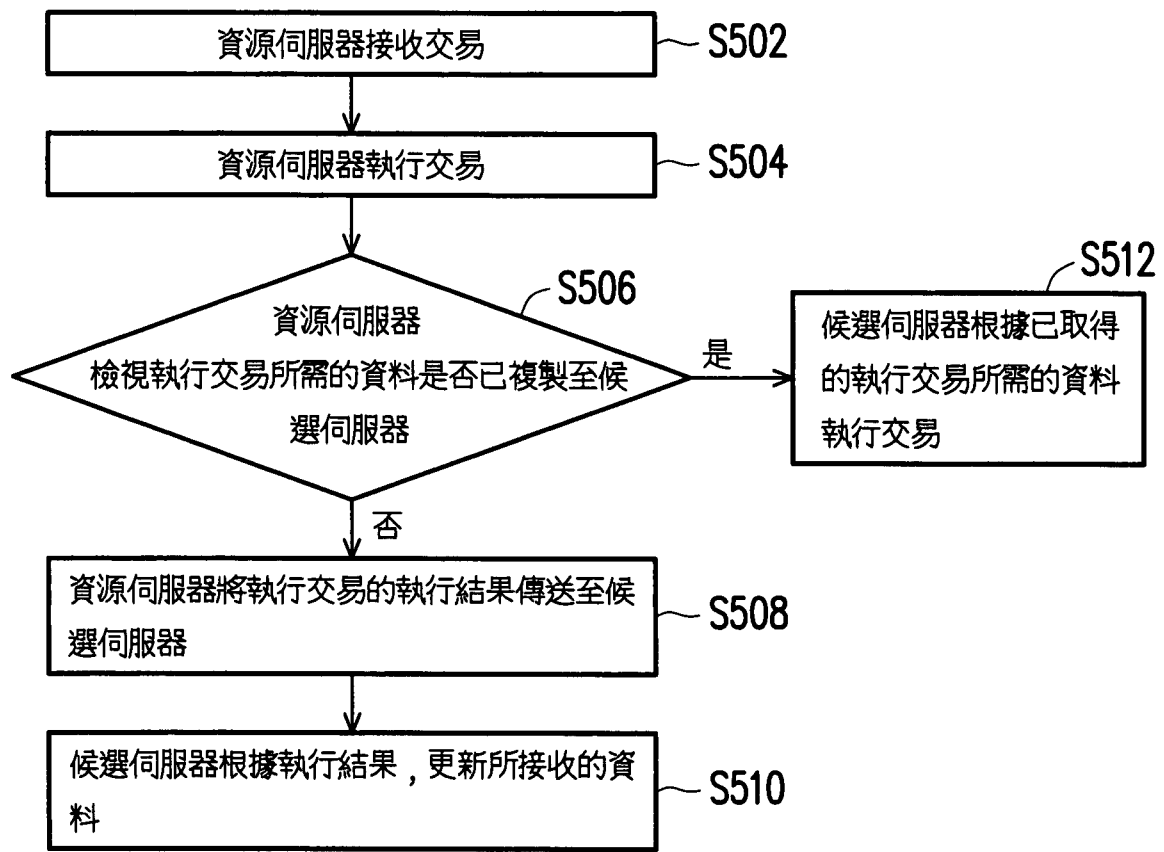 資源伺服器接收交易
S502
資源伺服器執行交易
S504
S506
資源伺服器
檢視執行交易所需的資料是否已複製至候
選伺服器
是
S512
候選伺服器根據已取得
的執行交易所需的資料
執行交易
否
資源伺服器將執行交易的執行結果傳送至候
選伺服器
S508
候選伺服器根據執行結果,更新所接收的資
料
S510